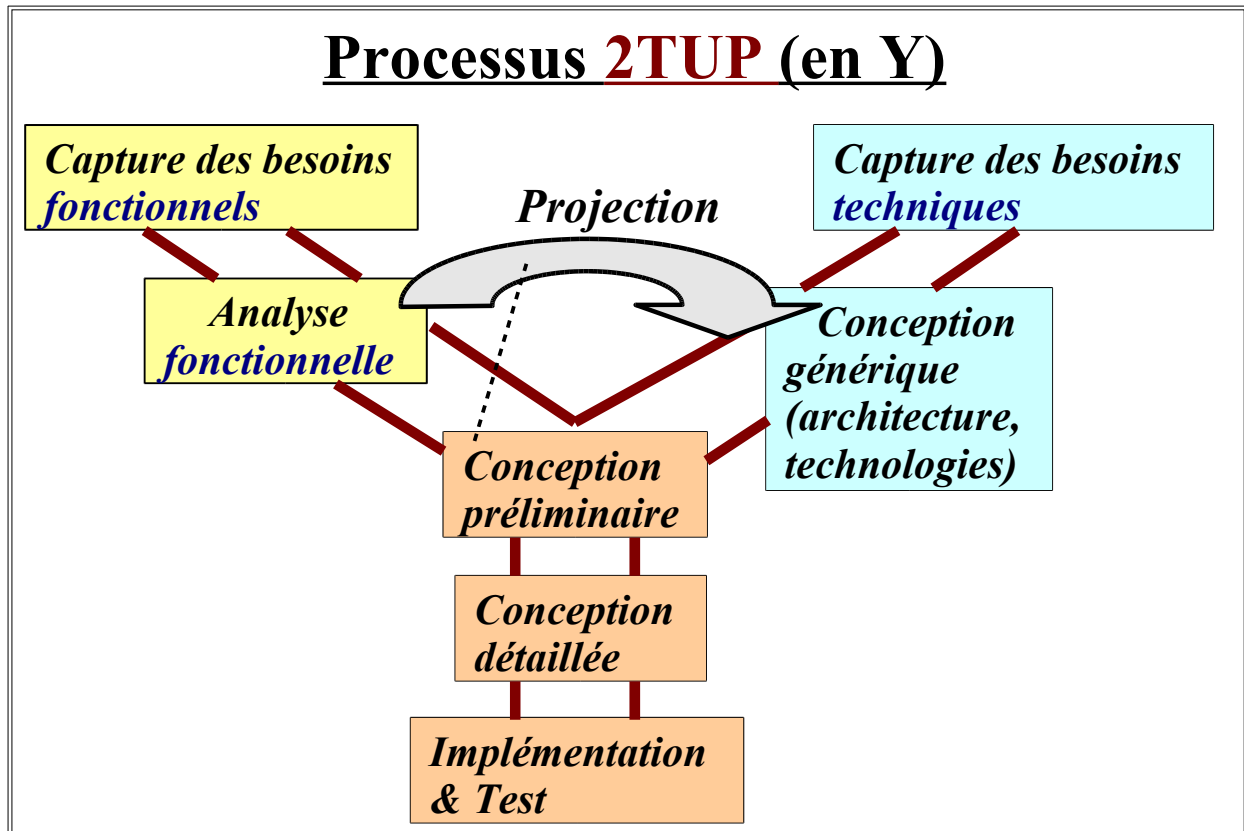 Processus 2TUP (en Y)
Capture des besoins
fonctionnels
Capture des besoins
techniques
Projection
Analyse
fonctionnelle
Conception
générique
(architecture,
technologies)
Conception
préliminaire
Conception
détaillée
Implémentation
& Test